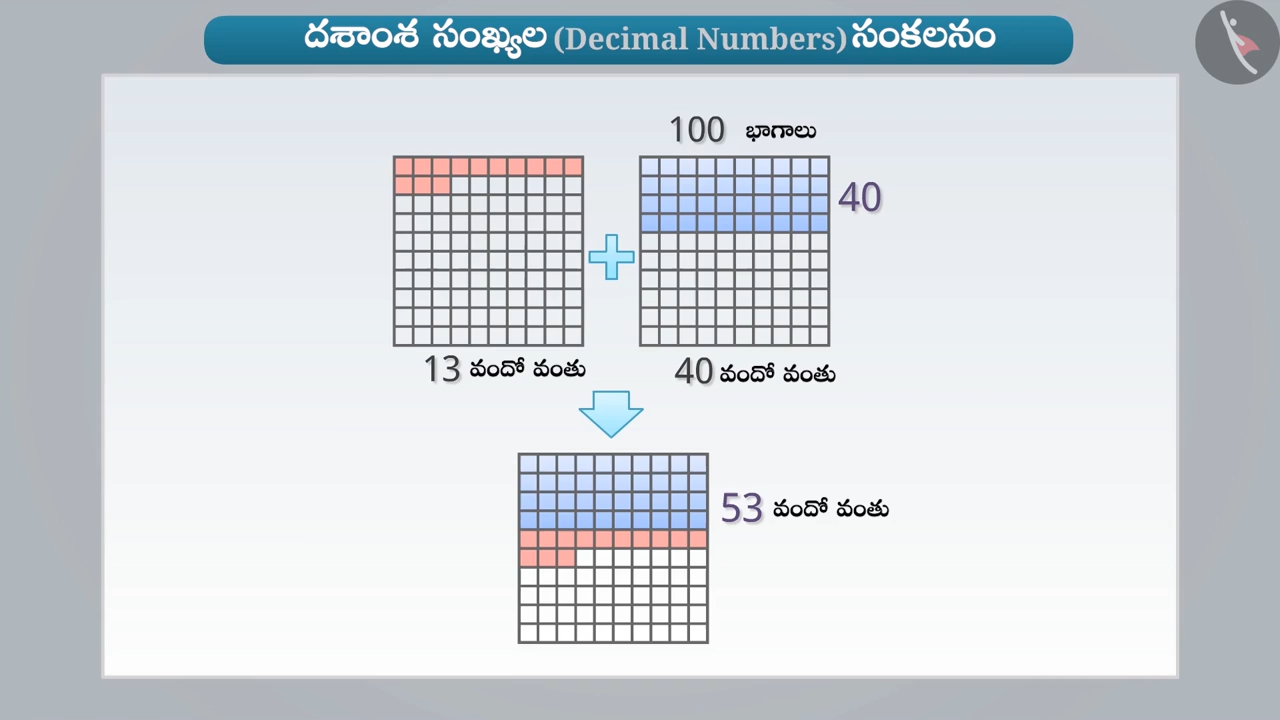 దశాంశ సంఖ్యల (Decimal Numbers) సంకలనం
100 భాగాలు
40
13 వందో వంతు
40 వందో వంతు
53 వందో వంతు